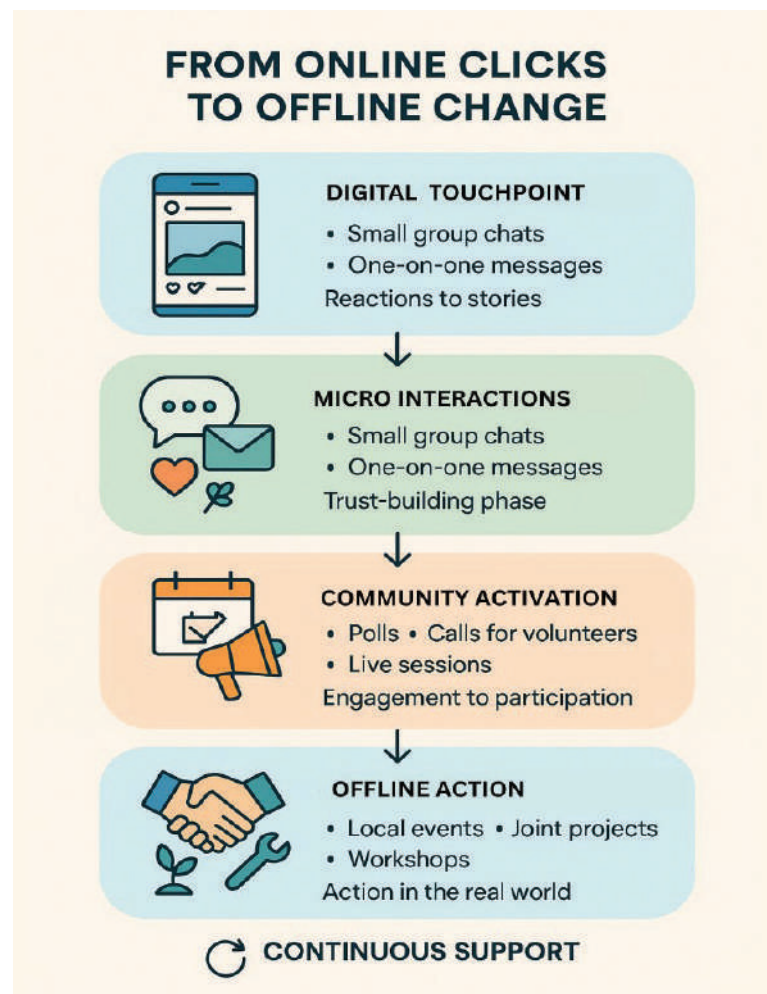 FROM ONLINE CLICKS
TO OFFLINE CHANGE
DIGITAL TOUCHPOINT
• Small group chats
• One-on-one messages
Reactions to stories
MICRO INTERACTIONS
• Small group chats
• One-on-one messages
Trust-building phase
COMMUNITY ACTIVATION
• Polls • Calls for volunteers
• Live sessions
Engagement to participation
OFFLINE ACTION
• Local events • Joint projects
• Workshops
Action in the real world
CONTINUOUS SUPPORT